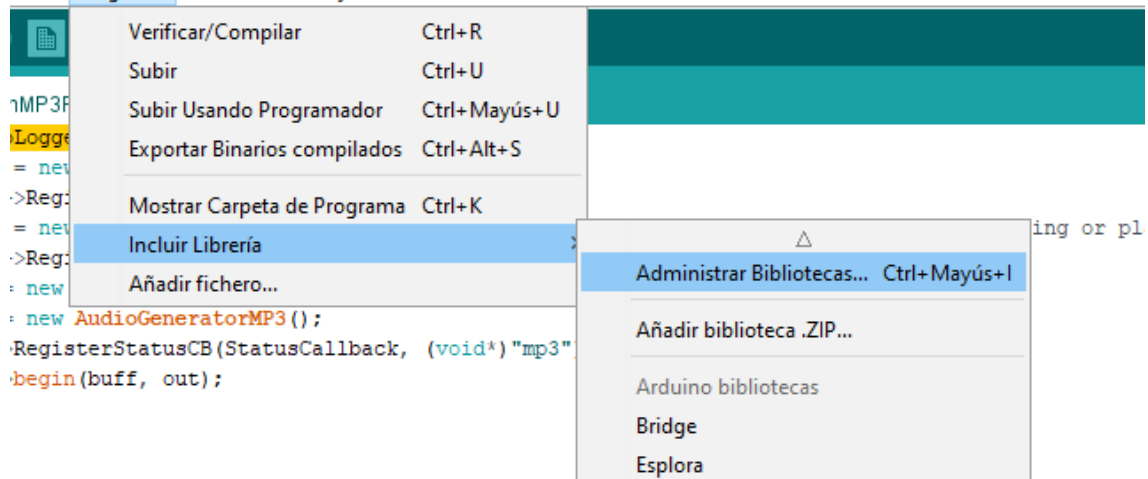 Verificar/Compilar Ctrl+R
Subir Ctrl+U
Subir Usando Programador Ctrl+Mayús+U
Exportar Binarios compilados Ctrl+Alt+S
Mostrar Carpeta de Programa Ctrl+K
Incluir Librería
Añadir fichero...
Administrar Bibliotecas... Ctrl+Mayús+I
Añadir biblioteca .ZIP...
Arduino bibliotecas
Bridge
Esplora
nMP3F
oLogge
= new
->Regi
= new
ing or pl
->Regi
= new
= new AudioGeneratorMP3();
>RegisterStatusCB(StatusCallback, (void*)"mp3"
>begin(buff, out);